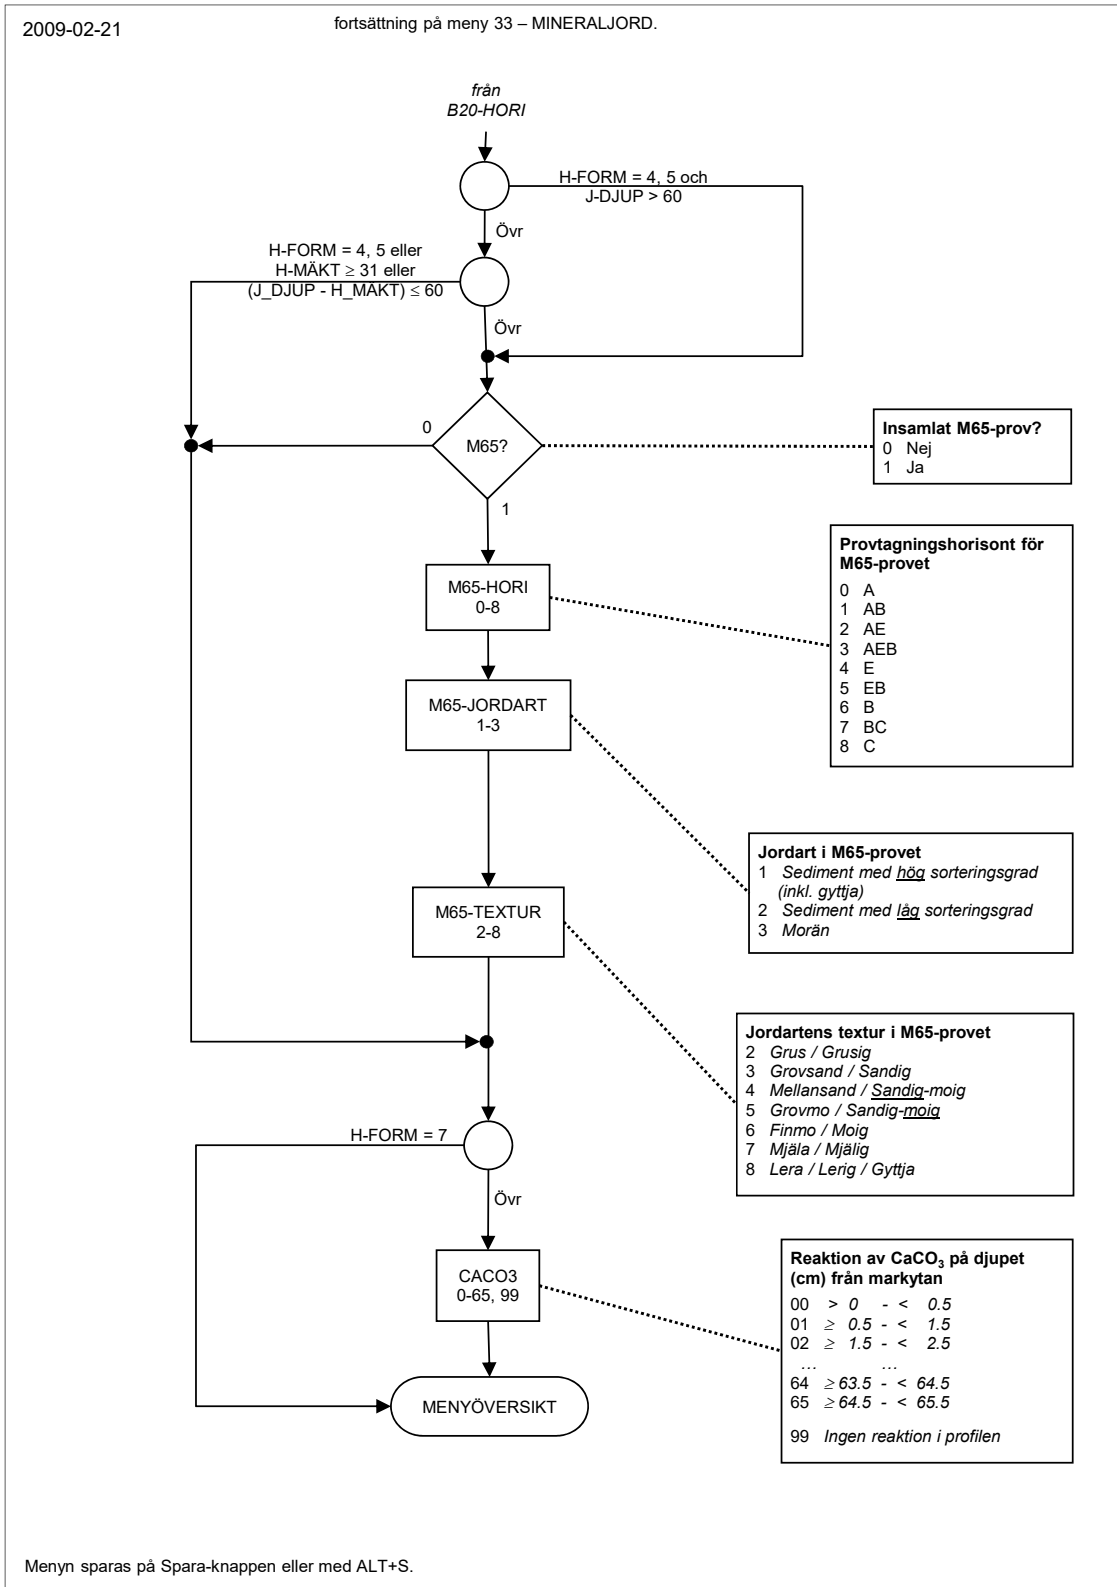 2009-02-21
fortsättning på meny 33 – MINERALJORD.
från
B20-HORI
H-FORM = 4, 5 och
J-DJUP > 60
Övr
H-FORM = 4, 5 eller
H-MÄKT ≥ 31 eller
(J_DJUP - H_MÄKT) ≤ 60
Övr
0
M65?
1
Insamlat M65-prov?
0 Nej
1 Ja
M65-HORI
0-8
Provtagningshorisont för
M65-provet
0 A
1 AB
2 AE
3 AEB
4 E
5 EB
6 B
7 BC
8 C
M65-JORDART
1-3
Jordart i M65-provet
1 Sediment med hög sorteringsgrad
(inkl. gyttja)
2 Sediment med låg sorteringsgrad
3 Morän
M65-TEXTUR
2-8
Jordartens textur i M65-provet
2 Grus / Grusig
3 Grovsand / Sandig
4 Mellansand / Sandig-moig
5 Grovmo / Sandig-moig
6 Finmo / Moig
7 Mjäla / Mjälig
8 Lera / Lerig / Gyttja
H-FORM = 7
Övr
CACO3
0-65, 99
Reaktion av CaCO₃ på djupet
(cm) från markytan
00 > 0 - < 0.5
01 ≥ 0.5 - < 1.5
02 ≥ 1.5 - < 2.5
... ...
64 ≥ 63.5 - < 64.5
65 ≥ 64.5 - < 65.5
99 Ingen reaktion i profilen
MENYÖVERSIKT
Menyn sparas på Spara-knappen eller med ALT+S.